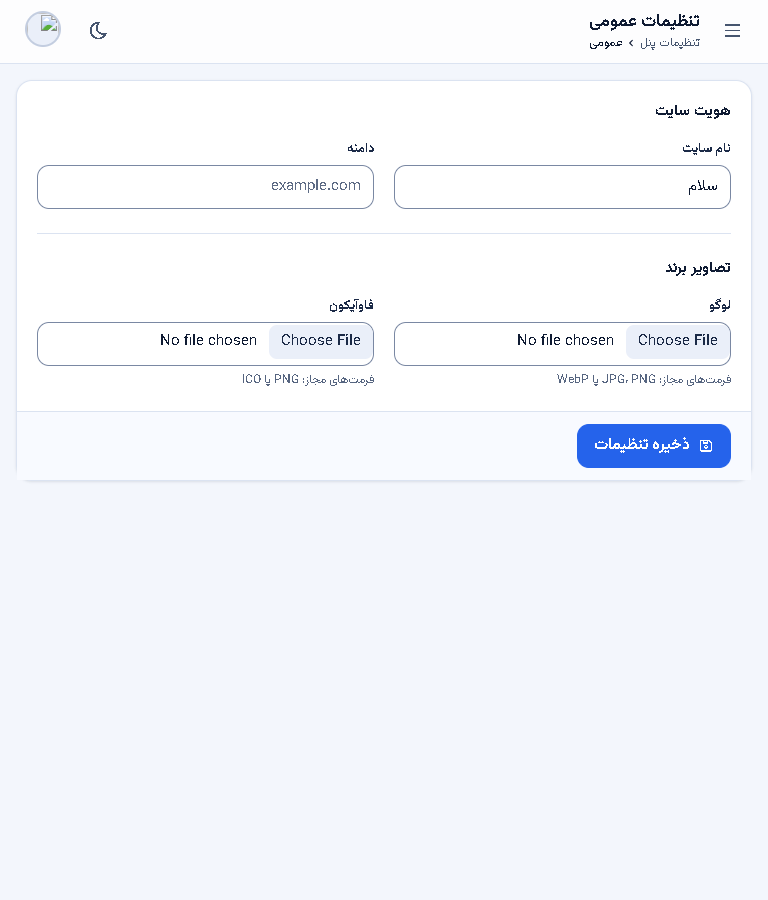 تنظیمات عمومی
تنظیمات پنل › عمومی
هویت سایت
نام سایت
دامنه
سلام
example.com
تصاویر برند
لوگو
فاوآیکون
Choose File No file chosen
Choose File No file chosen
فرمت‌های مجاز: JPG، PNG یا WebP
فرمت‌های مجاز: PNG یا ICO
ذخیره تنظیمات